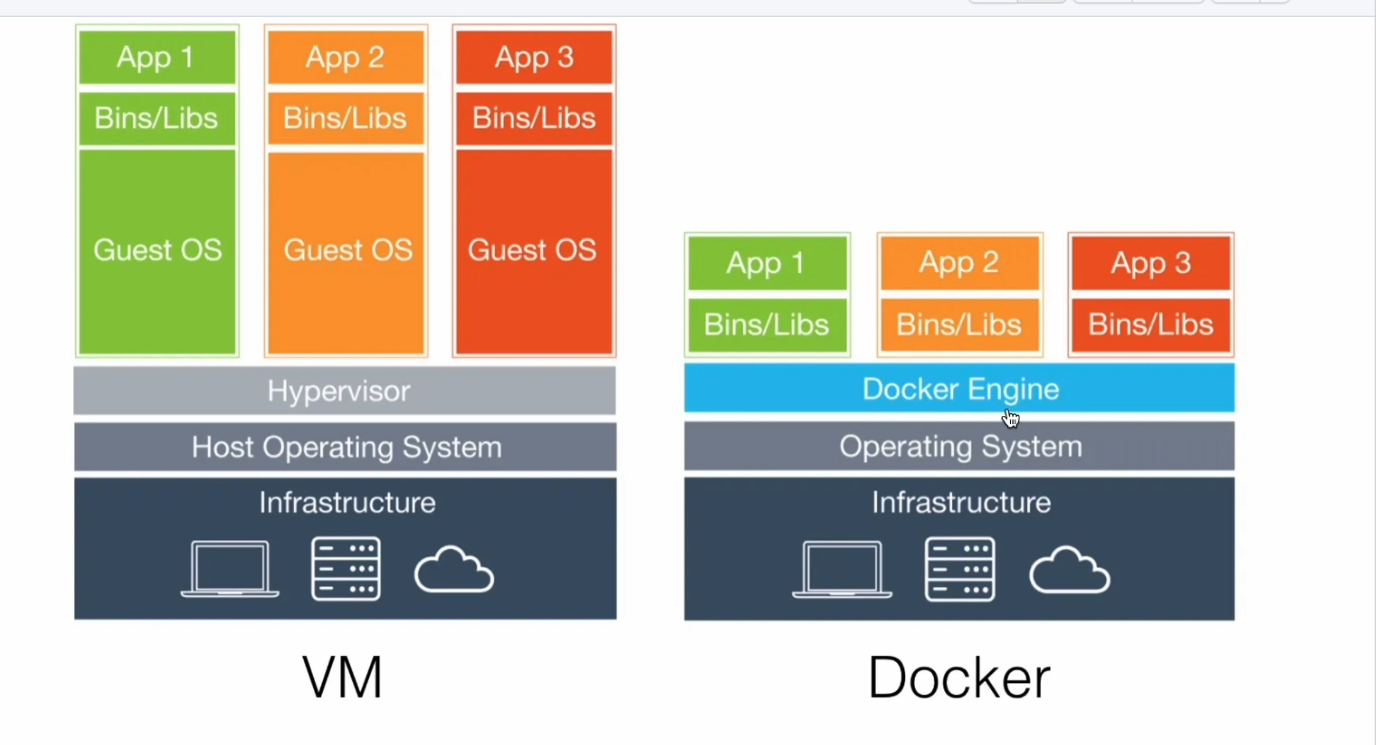 App 1
App 2
App 3
Bins/Libs
Bins/Libs
Bins/Libs
Guest OS
Guest OS
Guest OS
Hypervisor
Host Operating System
Infrastructure
VM
App 1
App 2
App 3
Bins/Libs
Bins/Libs
Bins/Libs
Docker Engine
Operating System
Infrastructure
Docker